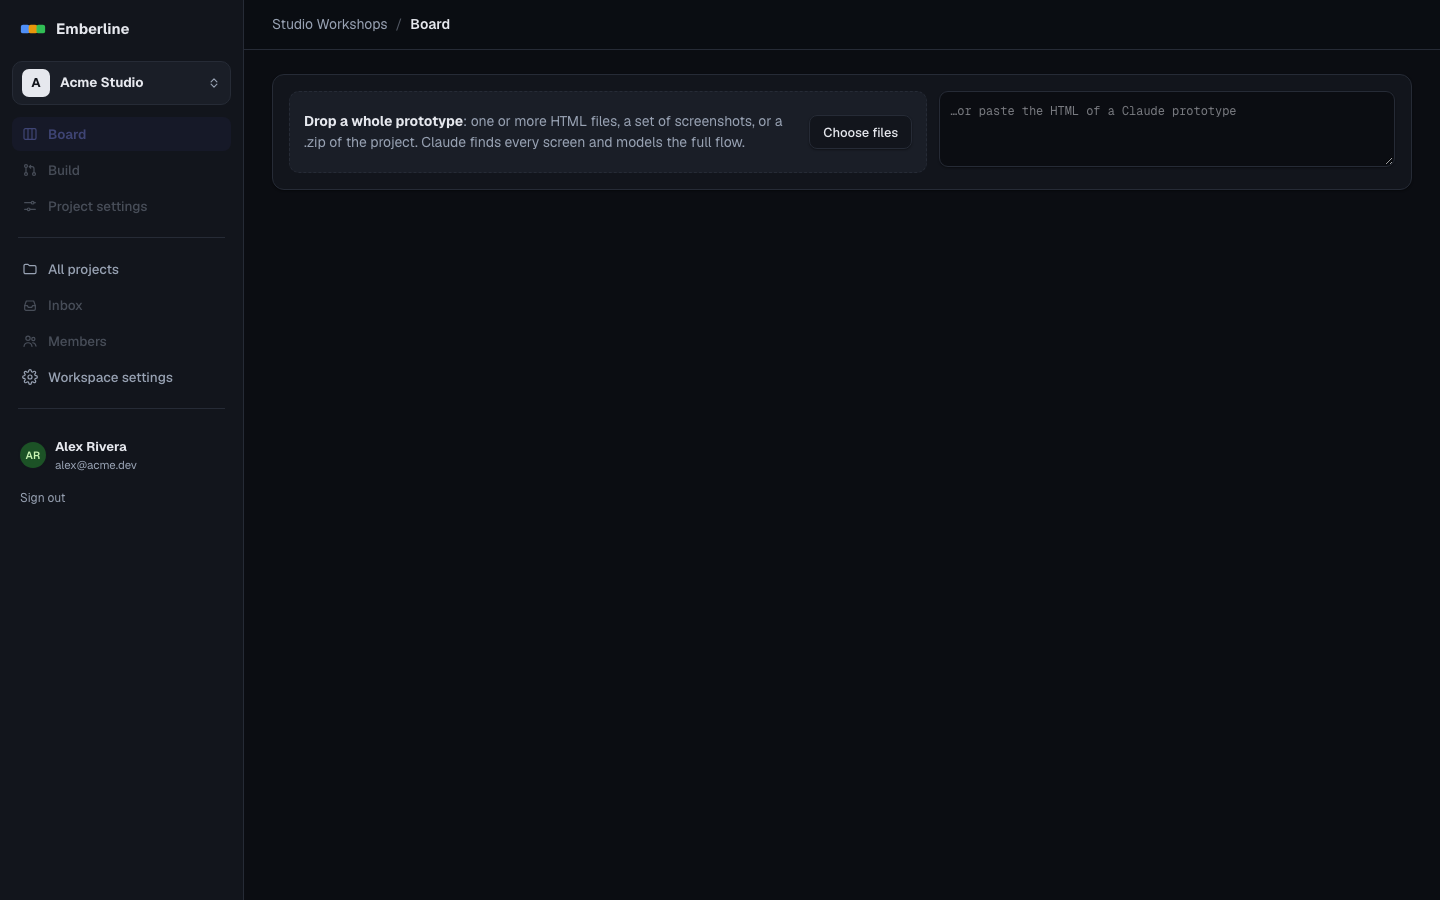 Emberline
A
Acme Studio
Board
Build
Project settings
All projects
Inbox
Members
Workspace settings
AR
Alex Rivera
alex@acme.dev
Sign out
Studio Workshops / Board
Drop a whole prototype: one or more HTML files, a set of screenshots, or a
.zip of the project. Claude finds every screen and models the full flow.
Choose files
…or paste the HTML of a Claude prototype